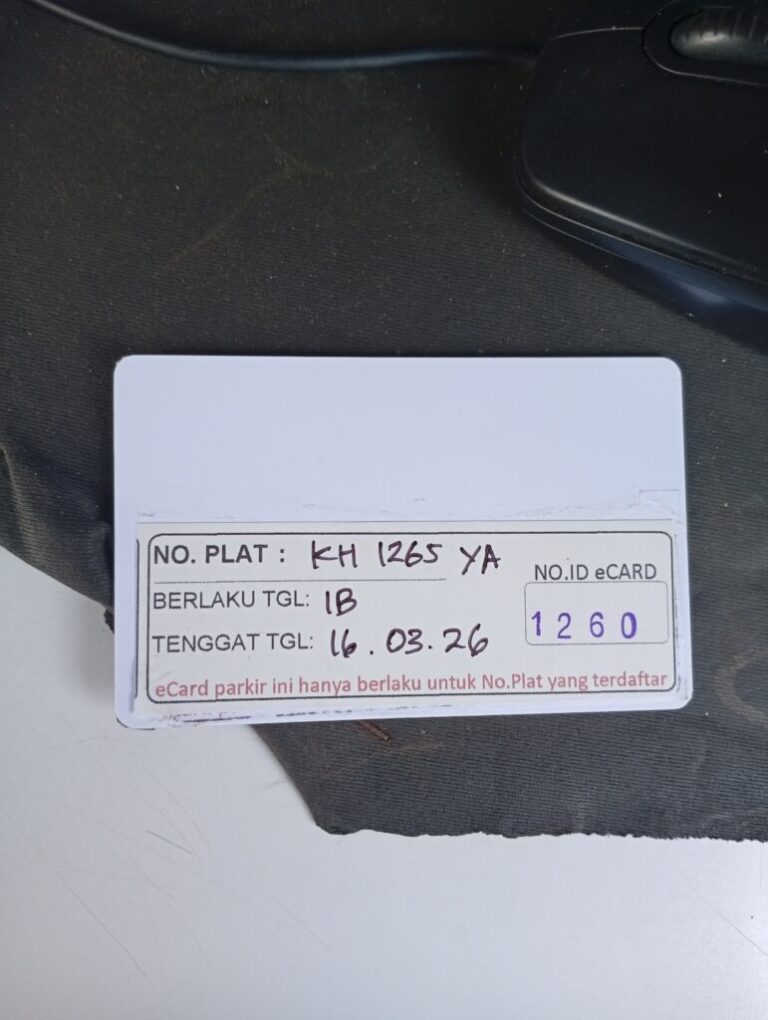 NO. PLAT : KH 1265 YA
NO.ID eCARD
BERLAKU TGL: 1B
1260
TENGGAT TGL: 16.03.26
eCard parkir ini hanya berlaku untuk No.Plat yang terdaftar